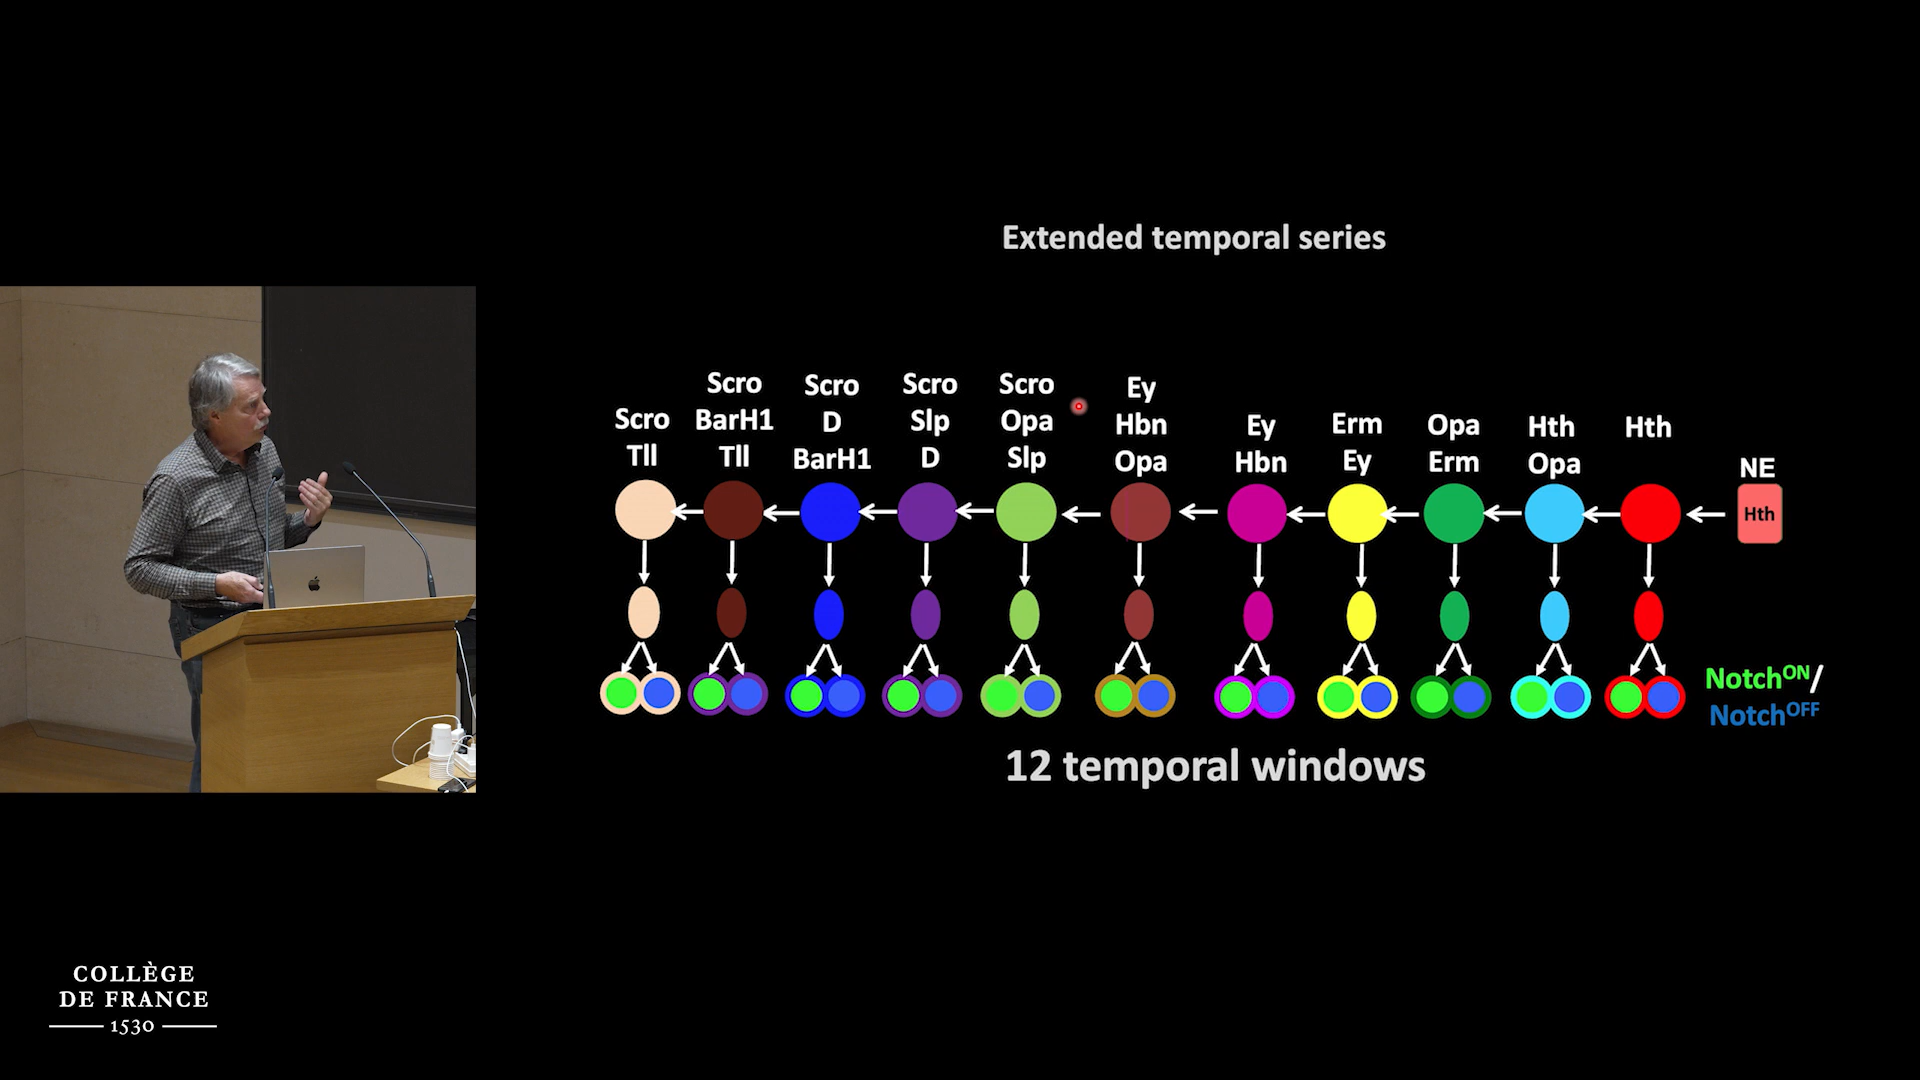 Extended temporal series
Scro
Tll
Scro
BarH1
Tll
Scro
D
BarH1
Scro
Slp
D
Scro
Opa
Slp
Ey
Hbn
Opa
Ey
Hbn
Erm
Ey
Opa
Erm
Hth
Opa
Hth
NE
Hth
NotchON/
NotchOFF
12 temporal windows
COLLÈGE
DE FRANCE
1530